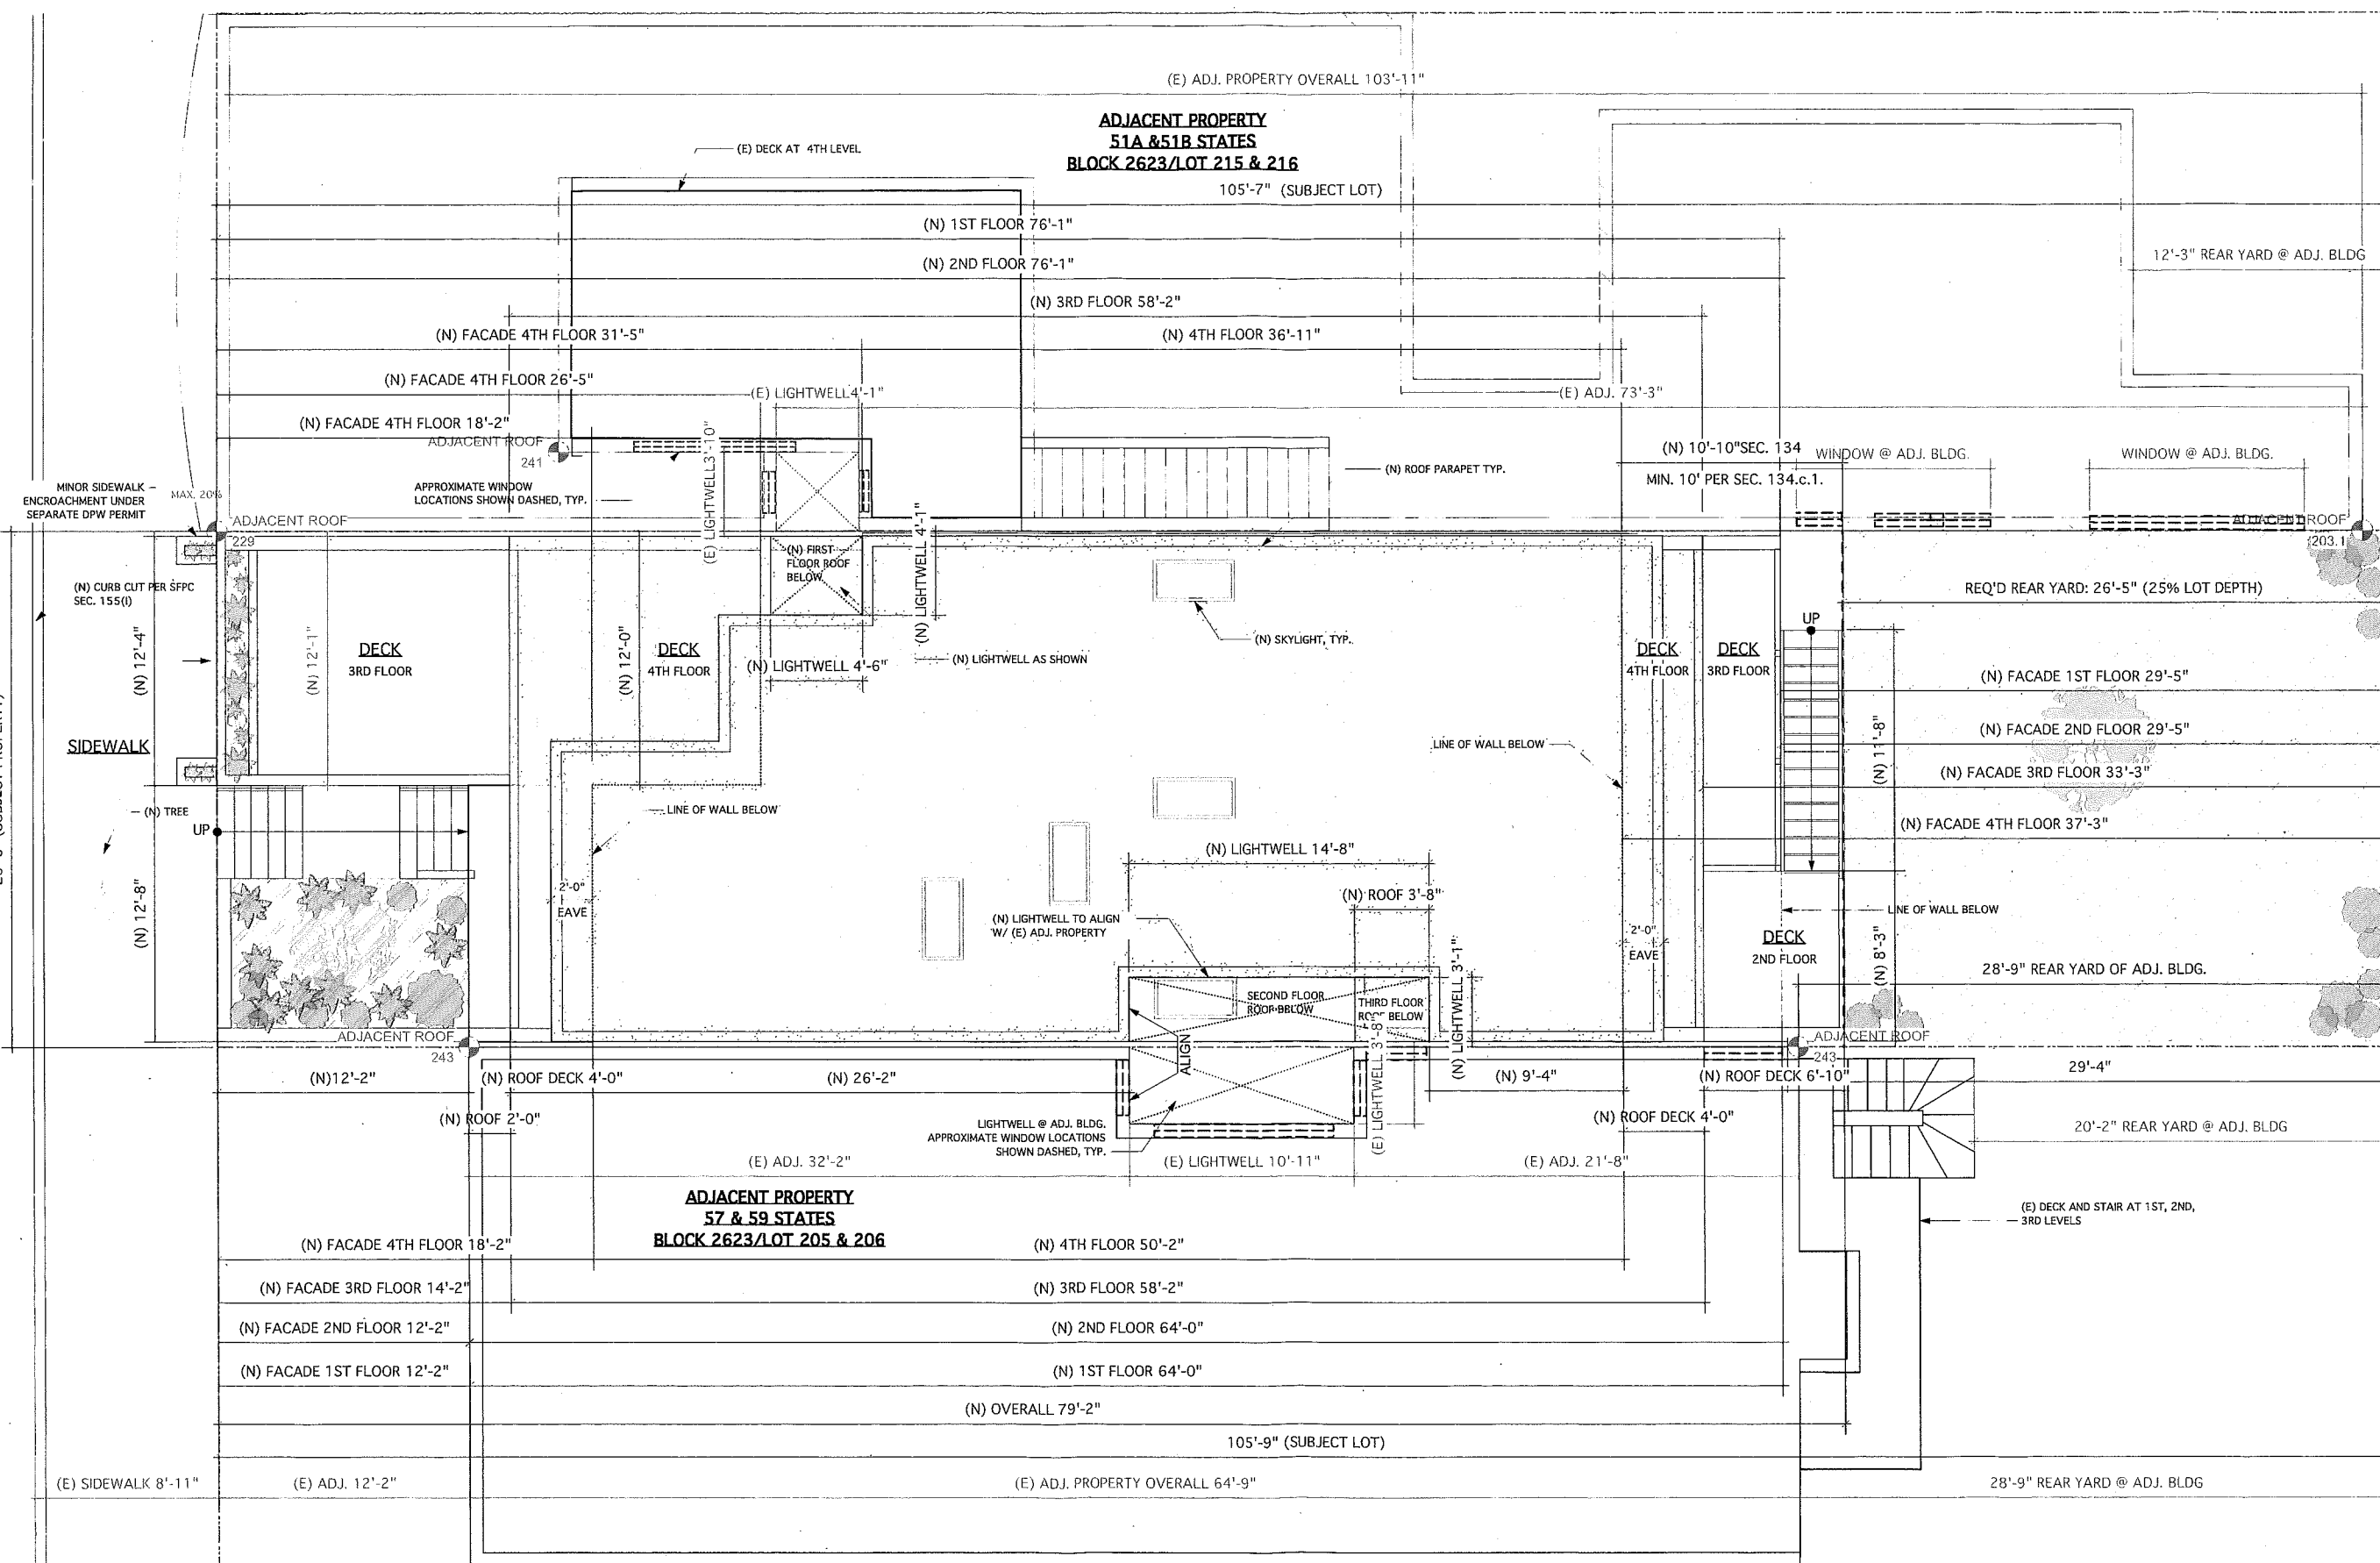 (E) ADJ. PROPERTY OVERALL 103'-11"
ADJACENT PROPERTY
51A &51B STATES
BLOCK 2623/LOT 215 & 216
(E) DECK AT 4TH LEVEL
105'-7" (SUBJECT LOT)
(N) 1ST FLOOR 76'-1"
12'-3" REAR YARD @ ADJ. BLDG
(N) 2ND FLOOR 76'-1"
(N) 3RD FLOOR 58'-2"
(N) FACADE 4TH FLOOR 31'-5"
(N) 4TH FLOOR 36'-11"
(N) FACADE 4TH FLOOR 26'-5"
(E) LIGHTWELL 4'-1"
(E) ADJ. 73'-3"
(N) FACADE 4TH FLOOR 18'-2"
ADJACENT ROOF
241
(E) LIGHTWELL 3'-10"
(N) 10'-10"SEC. 134
MIN. 10' PER SEC. 134.c.1.
WINDOW @ ADJ. BLDG.
WINDOW @ ADJ. BLDG.
(N) ROOF PARAPET TYP.
MINOR SIDEWALK
ENCROACHMENT UNDER
SEPARATE DPW PERMIT
MAX. 20%
APPROXIMATE WINDOW
LOCATIONS SHOWN DASHED, TYP.
ADJACENT ROOF
229
ADJACENT ROOF
203.1
(N) FIRST
FLOOR ROOF
BELOW
(N) LIGHTWELL 4'-1"
(N) CURB CUT PER SFPC
SEC. 155(l)
REQ'D REAR YARD: 26'-5" (25% LOT DEPTH)
UP
(N) 12'-4"
(N) 12'-1"
DECK
3RD FLOOR
(N) 12'-0"
DECK
4TH FLOOR
(N) LIGHTWELL 4'-6"
(N) LIGHTWELL AS SHOWN
(N) SKYLIGHT, TYP.
DECK
4TH FLOOR
DECK
3RD FLOOR
(N) FACADE 1ST FLOOR 29'-5"
(N) FACADE 2ND FLOOR 29'-5"
(N) 11'-8"
SIDEWALK
LINE OF WALL BELOW
(N) FACADE 3RD FLOOR 33'-3"
(N) TREE
UP
LINE OF WALL BELOW
(N) FACADE 4TH FLOOR 37'-3"
(N) LIGHTWELL 14'-8"
(N) 12'-8"
2'-0"
EAVE
(N) ROOF 3'-8"
(N) LIGHTWELL TO ALIGN
W/ (E) ADJ. PROPERTY
2'-0"
EAVE
LINE OF WALL BELOW
DECK
2ND FLOOR
(N) 8'-3"
28'-9" REAR YARD OF ADJ. BLDG.
SECOND FLOOR
ROOF BELOW
THIRD FLOOR
ROOF BELOW
(N) LIGHTWELL 3'-1"
ADJACENT ROOF
243
ALIGN
(E) LIGHTWELL 3'-8"
ADJACENT ROOF
243
(N)12'-2"
(N) ROOF DECK 4'-0"
(N) 26'-2"
(N) 9'-4"
(N) ROOF DECK 6'-10"
29'-4"
(N) ROOF 2'-0"
LIGHTWELL @ ADJ. BLDG.
APPROXIMATE WINDOW LOCATIONS
SHOWN DASHED, TYP.
(N) ROOF DECK 4'-0"
20'-2" REAR YARD @ ADJ. BLDG
(E) ADJ. 32'-2"
(E) LIGHTWELL 10'-11"
(E) ADJ. 21'-8"
ADJACENT PROPERTY
57 & 59 STATES
BLOCK 2623/LOT 205 & 206
(E) DECK AND STAIR AT 1ST, 2ND,
3RD LEVELS
(N) FACADE 4TH FLOOR 18'-2"
(N) 4TH FLOOR 50'-2"
(N) FACADE 3RD FLOOR 14'-2"
(N) 3RD FLOOR 58'-2"
(N) FACADE 2ND FLOOR 12'-2"
(N) 2ND FLOOR 64'-0"
(N) FACADE 1ST FLOOR 12'-2"
(N) 1ST FLOOR 64'-0"
(N) OVERALL 79'-2"
105'-9" (SUBJECT LOT)
(E) SIDEWALK 8'-11"
(E) ADJ. 12'-2"
(E) ADJ. PROPERTY OVERALL 64'-9"
28'-9" REAR YARD @ ADJ. BLDG